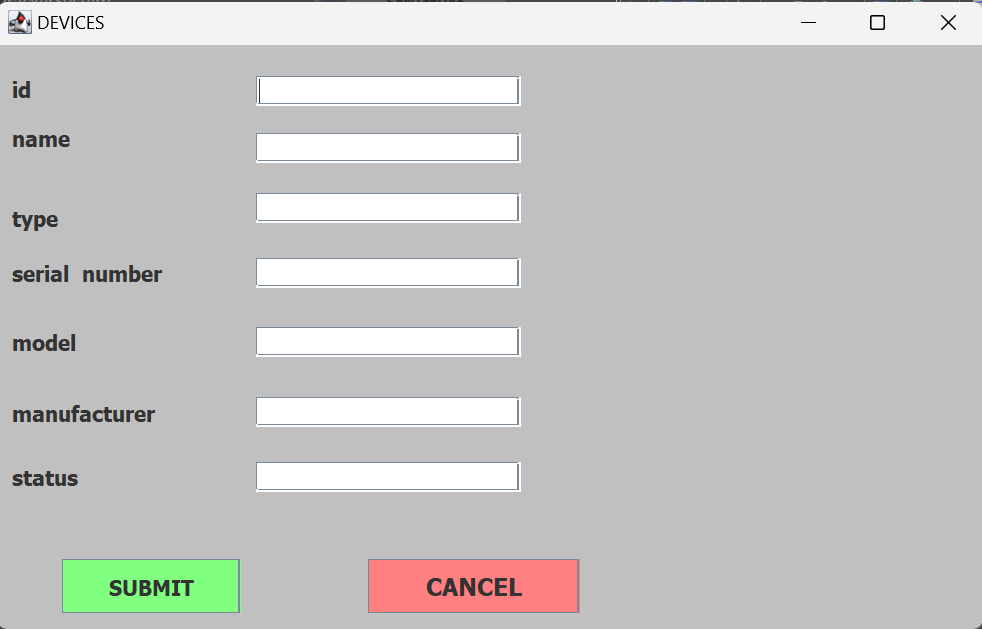 DEVICES
id
name
type
serial number
model
manufacturer
status
SUBMIT CANCEL